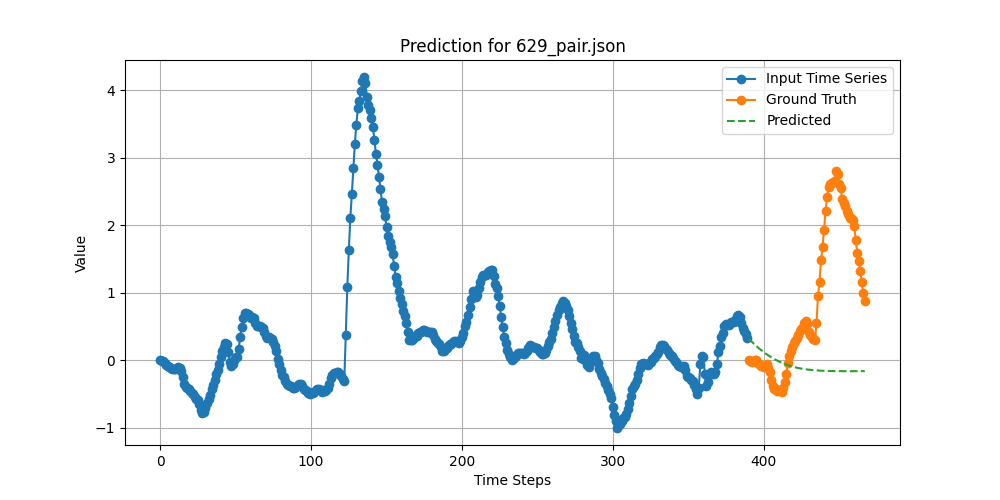 Prediction for 629_pair.json
Input Time Series
Ground Truth
Predicted
Value
4
3
2
1
0
−1
0
100
200
300
400
Time Steps